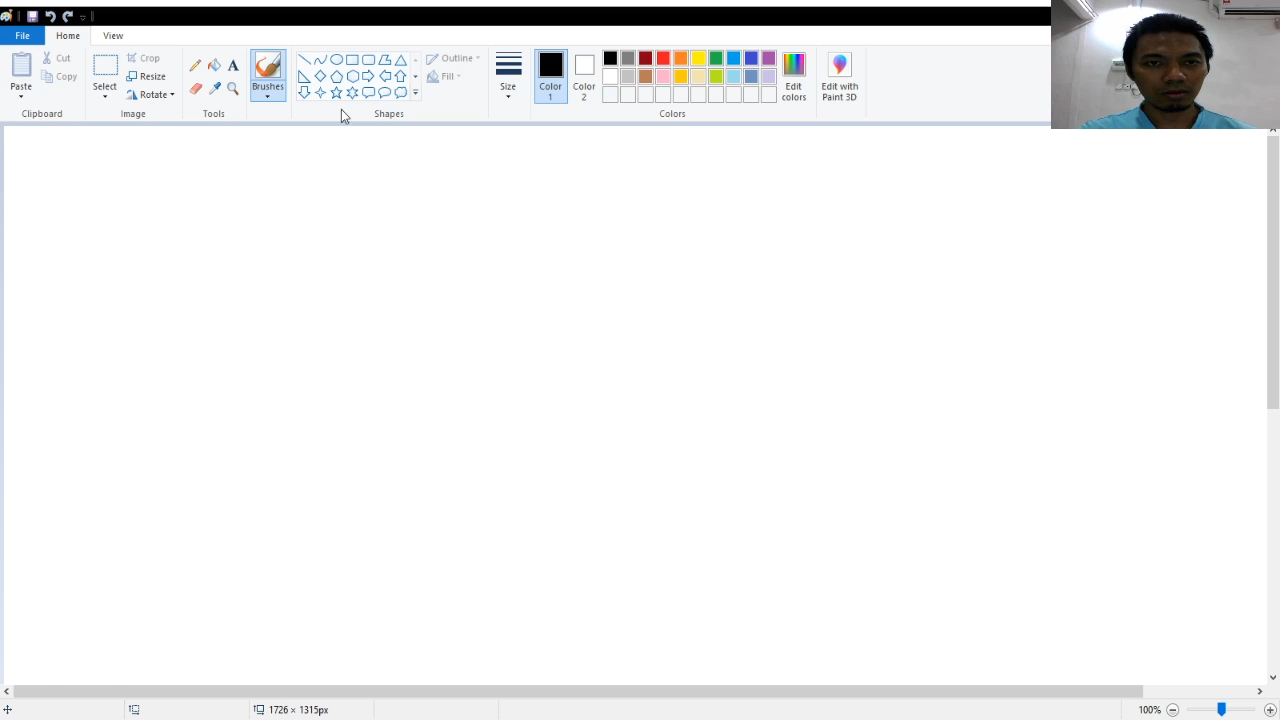 File Home View
Paste
Cut
Copy
Clipboard
Select
Crop
Resize
Rotate
Image
A
Tools
Brushes
Outline
Fill
Shapes
Size
Color 1
Color 2
Edit colors
Colors
Edit with Paint 3D
1726 × 1315px
100%